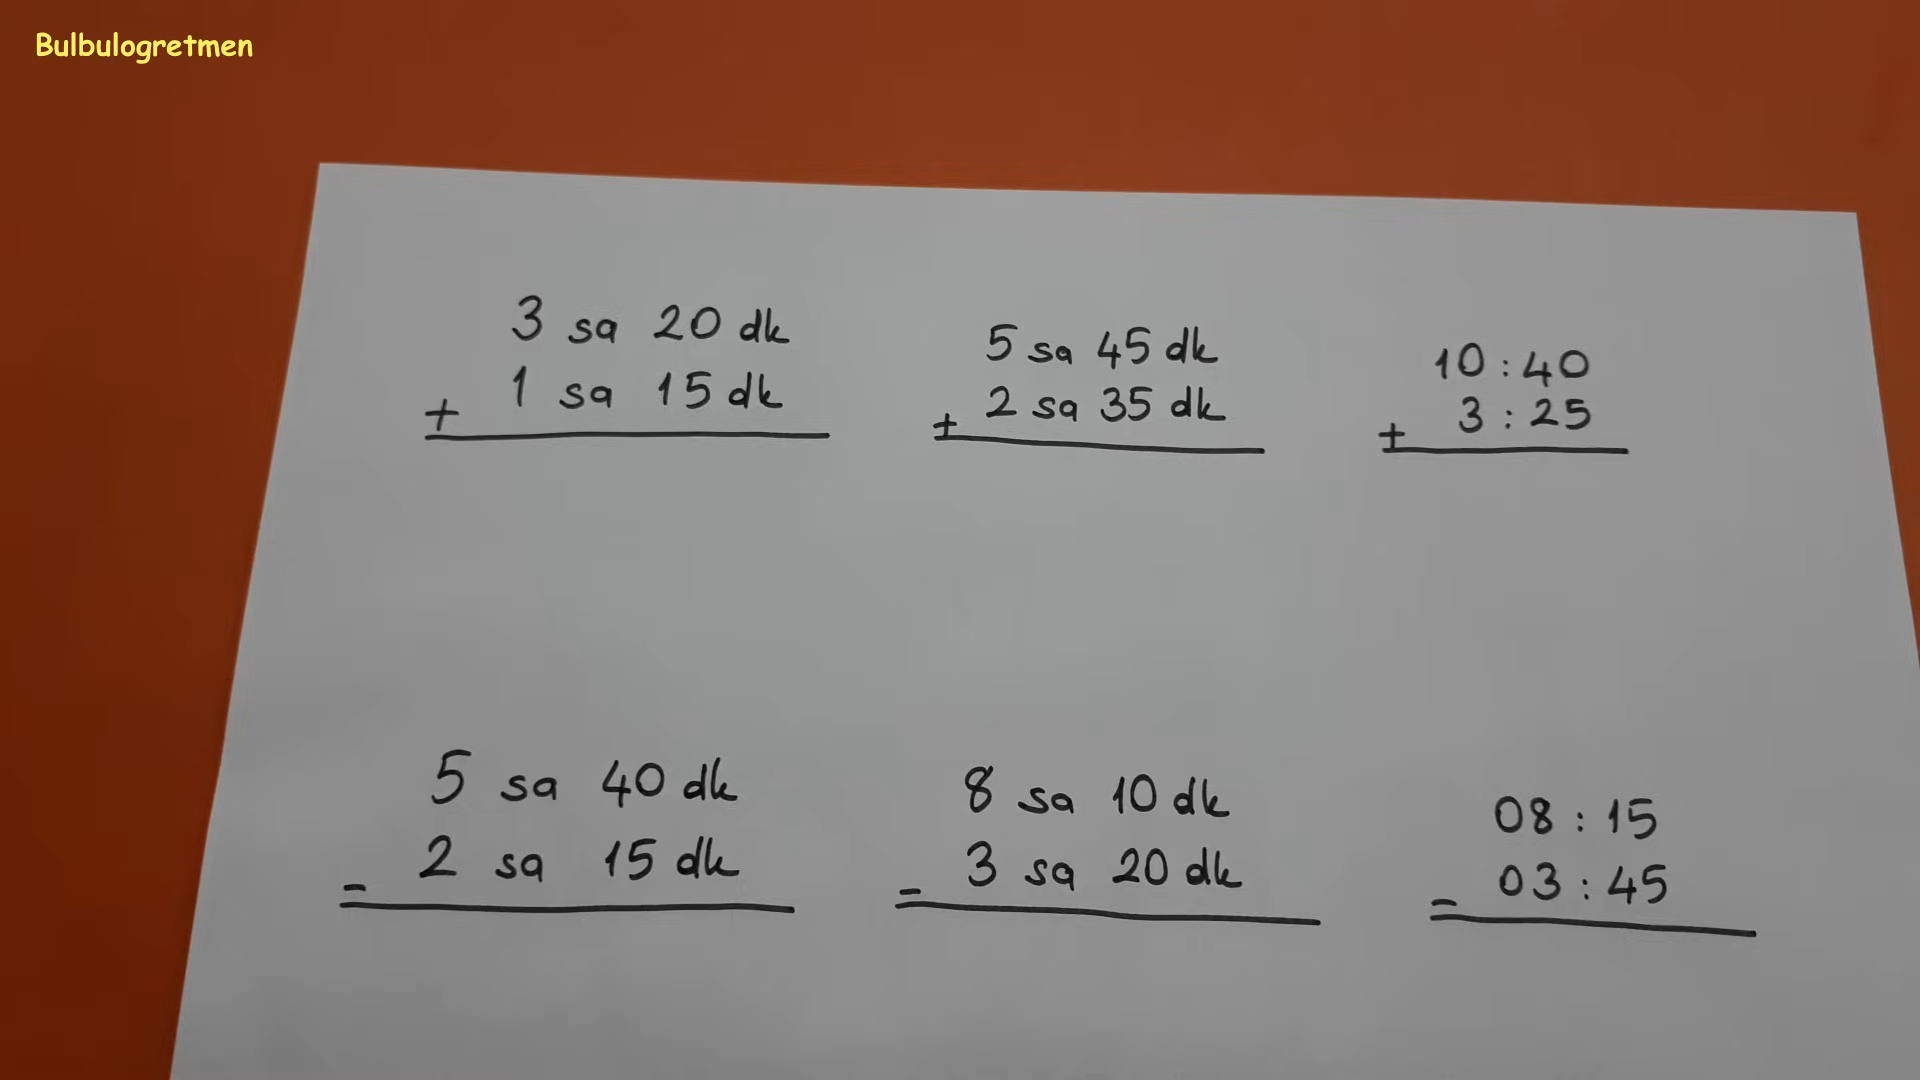 Bulbulogretmen
3 sa 20 dk
+ 1 sa 15 dk
5 sa 45 dk
+ 2 sa 35 dk
10:40
+ 3:25
5 sa 40 dk
- 2 sa 15 dk
8 sa 10 dk
- 3 sa 20 dk
08:15
- 03:45